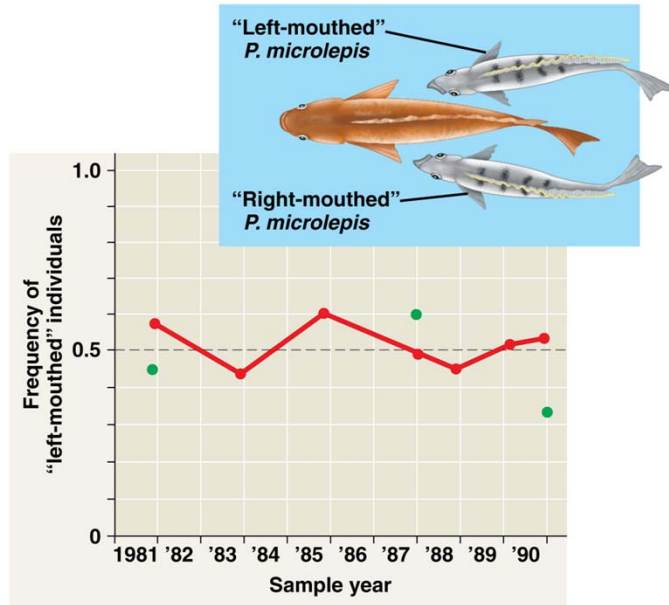 “Left-mouthed”
P. microlepis
“Right-mouthed”
P. microlepis
1.0
Frequency of
“left-mouthed” individuals
0.5
0
1981 ’82 ’83 ’84 ’85 ’86 ’87 ’88 ’89 ’90
Sample year